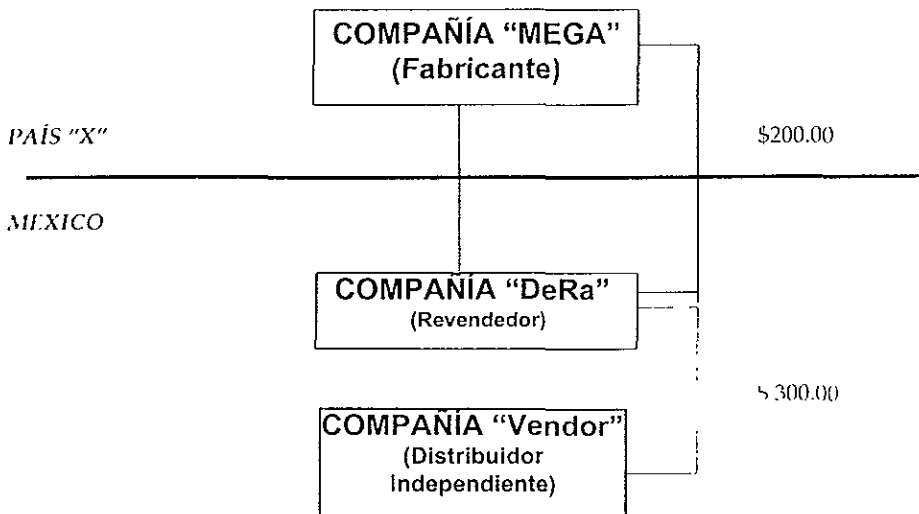 COMPAÑÍA “MEGA”
(Fabricante)
PAÍS "X"
$200.00
MEXICO
COMPAÑÍA “DeRa”
(Revendedor)
$ 300.00
COMPAÑÍA “Vendor”
(Distribuidor
Independiente)